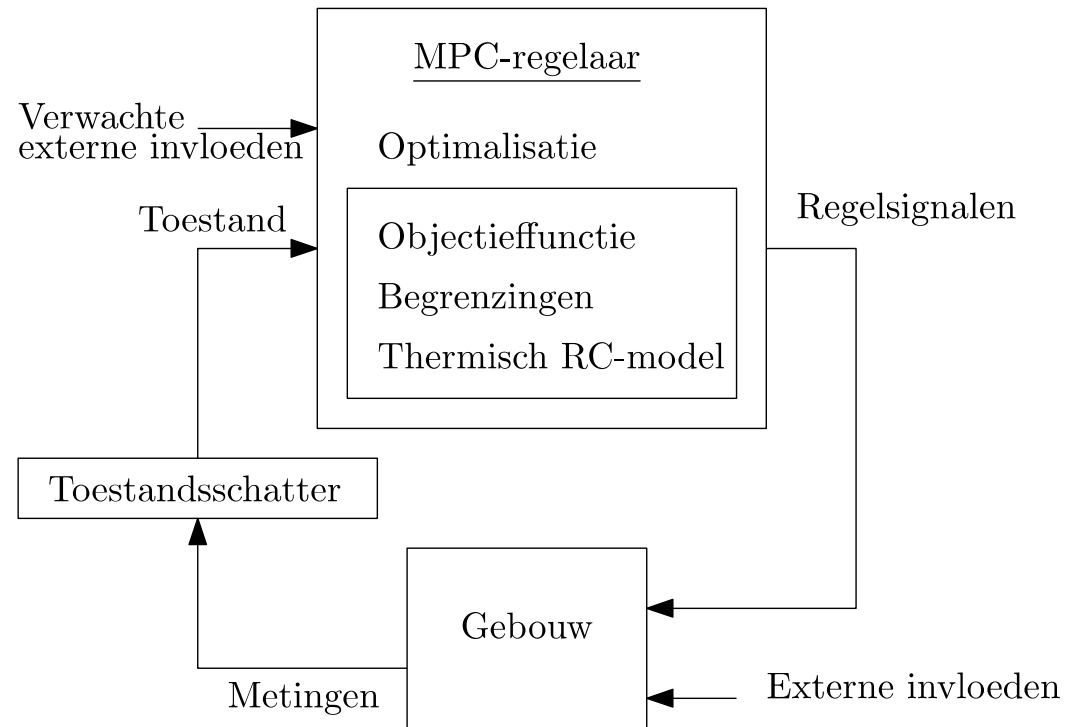 MPC-regelaar
Verwachte
externe invloeden
Optimalisatie
Toestand
Regelsignalen
Objectieffunctie
Begrenzingen
Thermisch RC-model
Toestandsschatter
Gebouw
Metingen
Externe invloeden